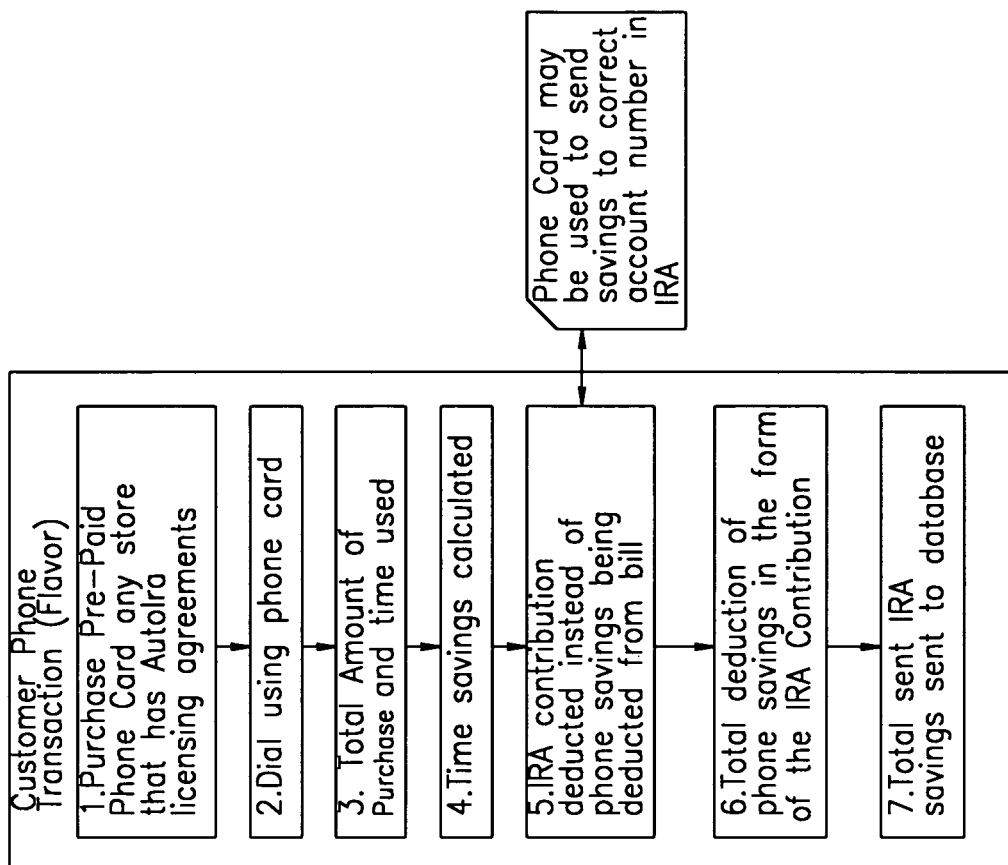 Customer Phone
Transaction (Flavor)
1.Purchase Pre-Paid
Phone Card any store
that has AutoIra
licensing agreements
2.Dial using phone card
3. Total Amount of
Purchase and time used
4.Time savings calculated
5.IRA contribution
deducted instead of
phone savings being
deducted from bill
6.Total deduction of
phone savings in the form
of the IRA Contribution
7.Total sent IRA
savings sent to database
Phone Card may
be used to send
savings to correct
account number in
IRA